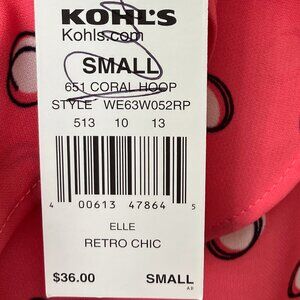 KOHL'S
Kohls.com
SMALL
651 CORAL HOOP
STYLE WE63W052RP
513 10 13
4 00613 47864 5
ELLE
RETRO CHIC
$36.00 SMALL